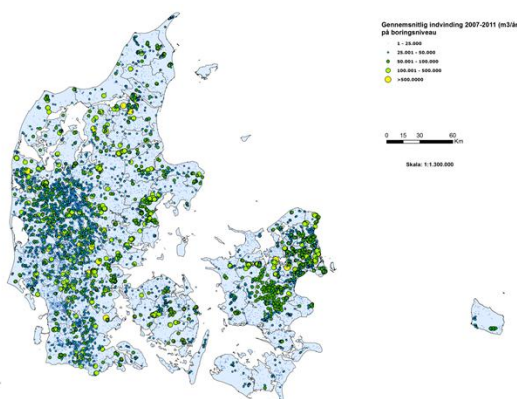 Gennemsnitlig indvinding 2007-2011 (m3/år
på boringsniveau
1 - 25.000
25.001 - 50.000
50.001 - 100.000
100.001 - 500.000
>500.0000
0 15 30 60
Km
Skala: 1:1.300.000